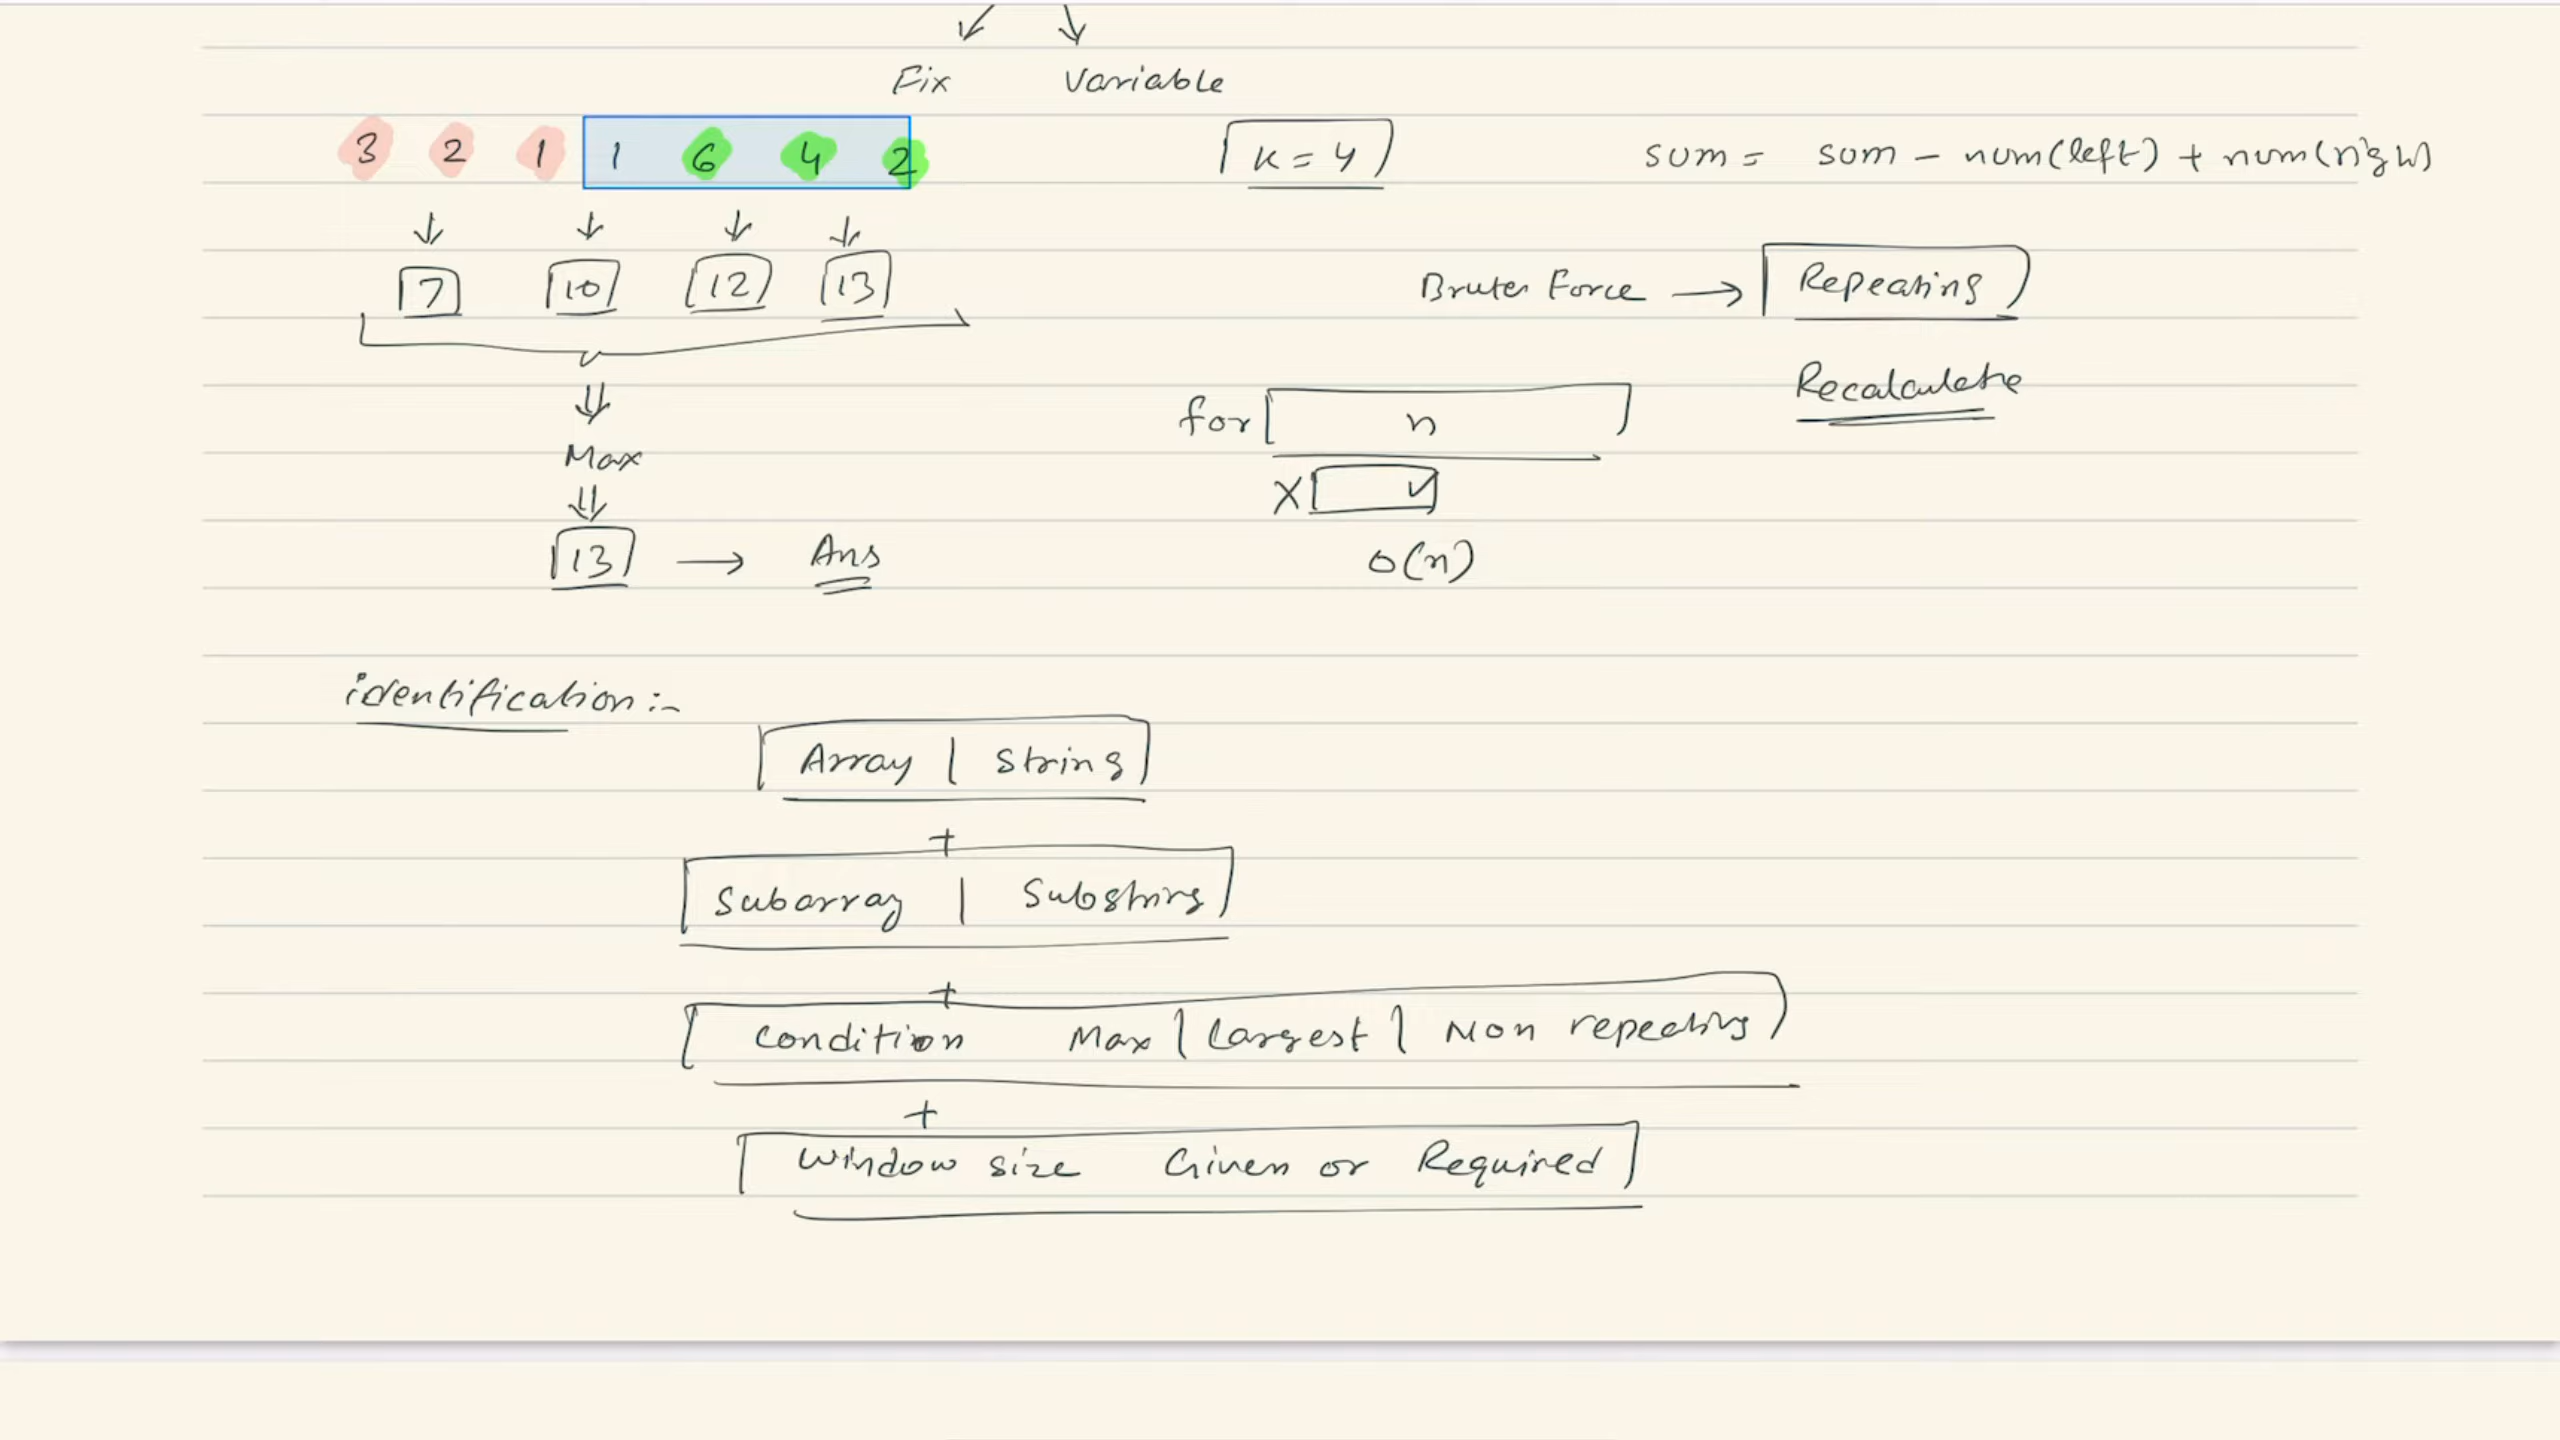 Fix Variable
3 2 1 1 6 4 2 K = 4 sum = sum - num(left) + num(right)
7 10 12 13 Bruter Force → Repeating
Recalculate
for n
Max
X ✓
13 → Ans O(n)
identification :-
Array | String
+
Subarray | Substring
+
Condition Max | Largest | Non repeating
+
Window size Given or Required